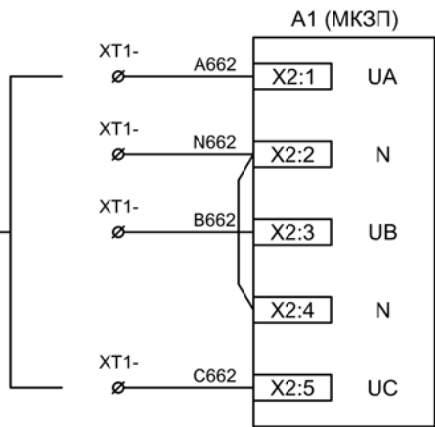 A1 (МКЗП)
XT1-
A662
X2:1
UA
XT1-
N662
X2:2
N
XT1-
B662
X2:3
UB
X2:4
N
XT1-
C662
X2:5
UC